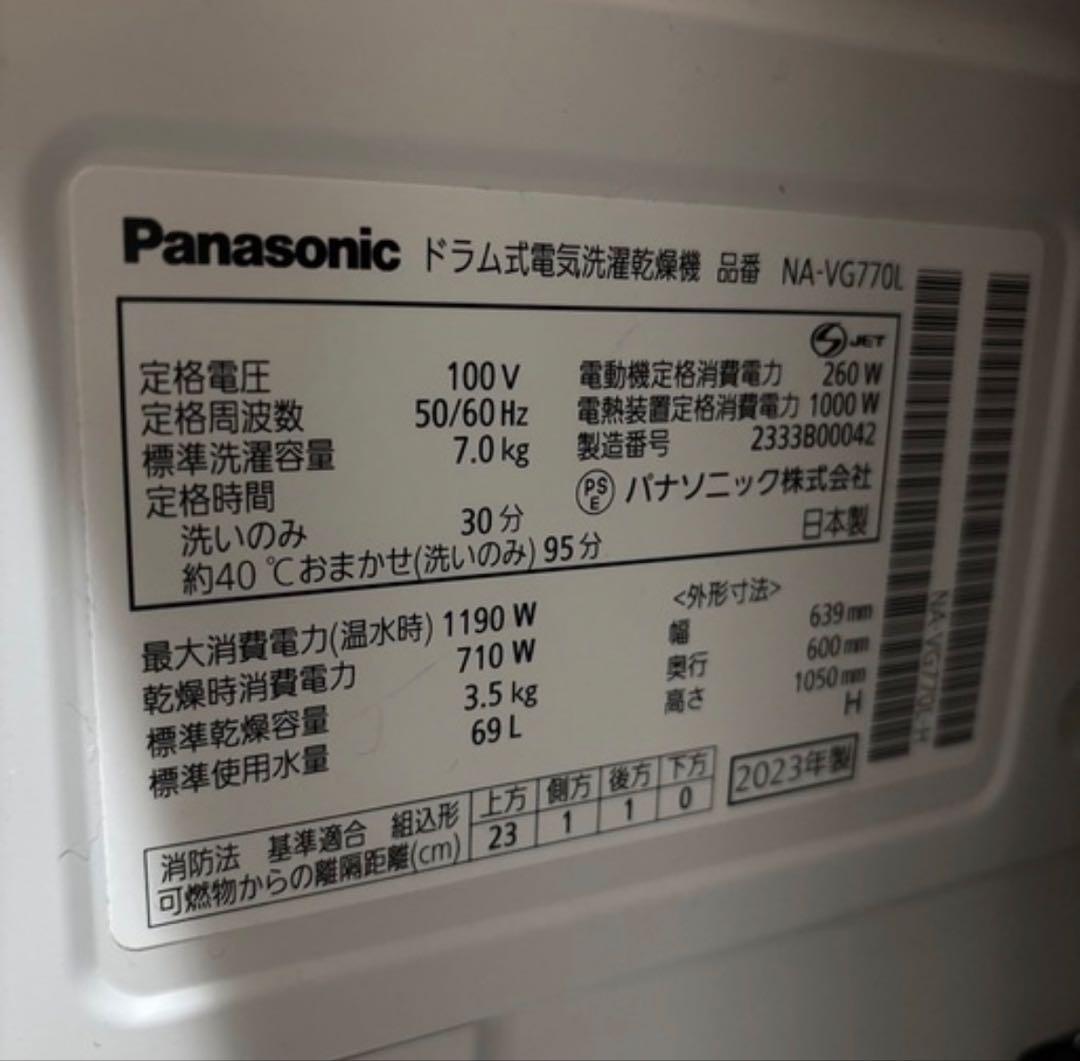 Panasonic ドラム式電気洗濯乾燥機 品番 NA-VG770L
JET
定格電圧 100 V
定格周波数 50/60 Hz
標準洗濯容量 7.0 kg
定格時間
洗いのみ 30 分
約40 ℃おまかせ(洗いのみ) 95 分
電動機定格消費電力 260 W
電熱装置定格消費電力 1000 W
製造番号 2333B00042
PS E パナソニック株式会社
日本製
最大消費電力(温水時) 1190 W
乾燥時消費電力 710 W
標準乾燥容量 3.5 kg
標準使用水量 69 L
<外形寸法>
幅 639 mm
奥行 600 mm
高さ 1050 mm
H
2023年製
消防法 基準適合 組込形 上方 側方 後方 下方
可燃物からの離隔距離(cm) 23 1 1 0
NA-VG770L-H